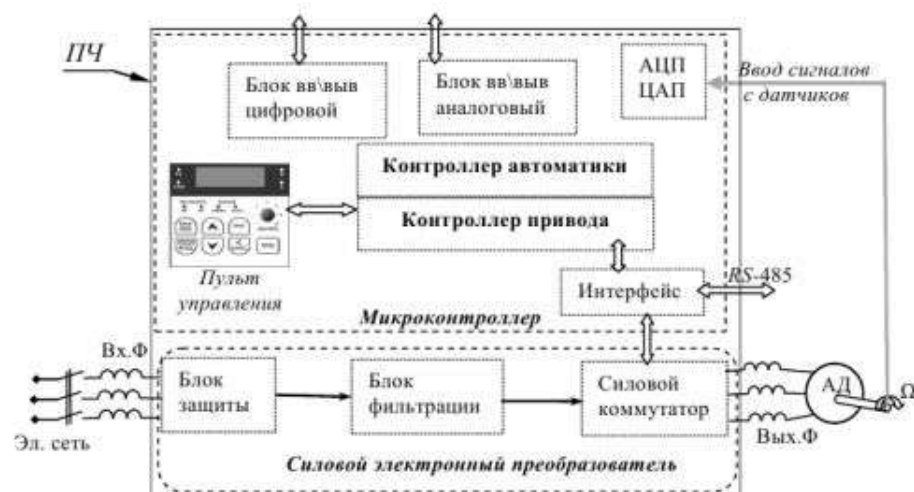 ПЧ
Блок вв\выв
цифровой
Блок вв\выв
аналоговый
АЦП
ЦАП
Ввод сигналов
с датчиков
Контроллер автоматики
Контроллер привода
Пульт
управления
Интерфейс
RS-485
Микроконтроллер
Вх.Ф
Блок
защиты
Блок
фильтрации
Силовой
коммутатор
АД
Ω
Эл. сеть
Вых.Ф
Силовой электронный преобразователь